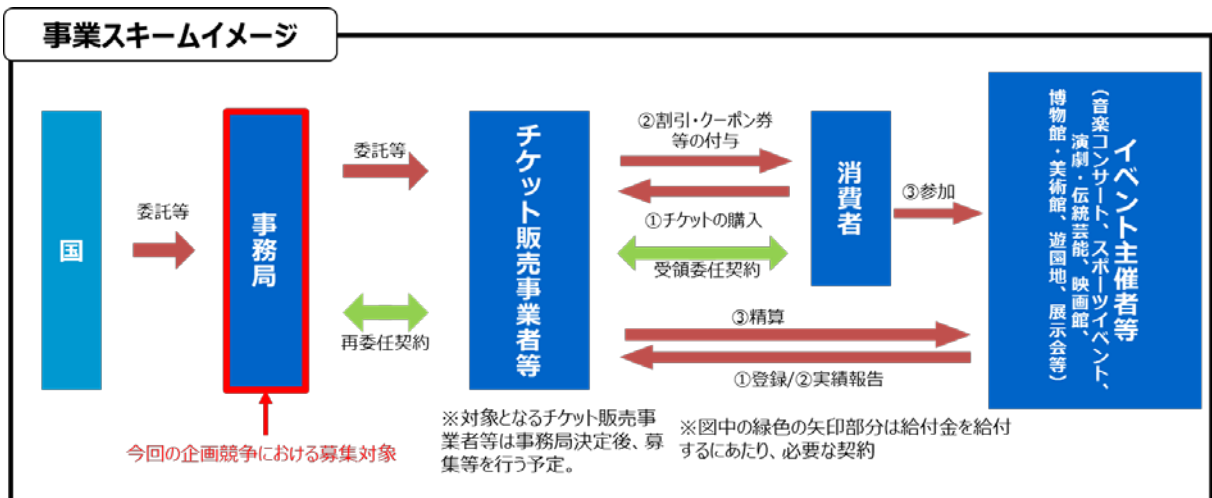 事業スキームイメージ
国
委託等
事務局
委託等
再委任契約
今回の企画競争における募集対象
チケット販売事業者等
※対象となるチケット販売事
業者等は事務局決定後、募
集等を行う予定。
②割引・クーポン券
等の付与
①チケットの購入
受領委任契約
消費者
③参加
③精算
①登録/②実績報告
※図中の緑色の矢印部分は給付金を給付
するにあたり、必要な契約
イベント主催者等
(音楽コンサート、スポーツイベント、
演劇・伝統芸能、映画館、
博物館・美術館、遊園地、展示会等)